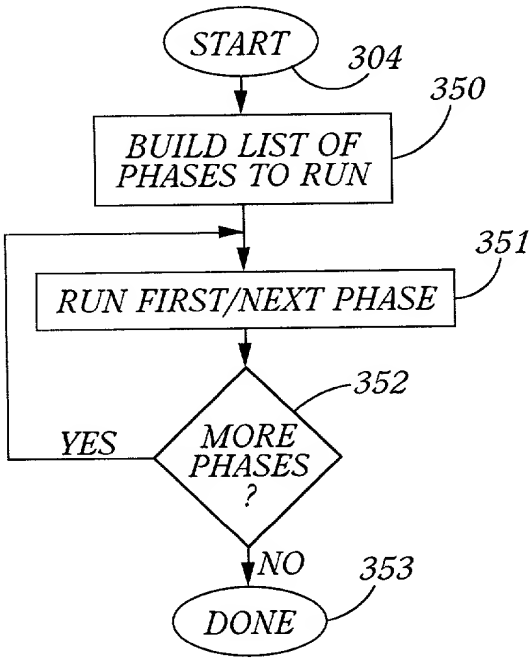 START
304
350
BUILD LIST OF
PHASES TO RUN
351
RUN FIRST/NEXT PHASE
352
MORE
PHASES
?
YES
NO
353
DONE